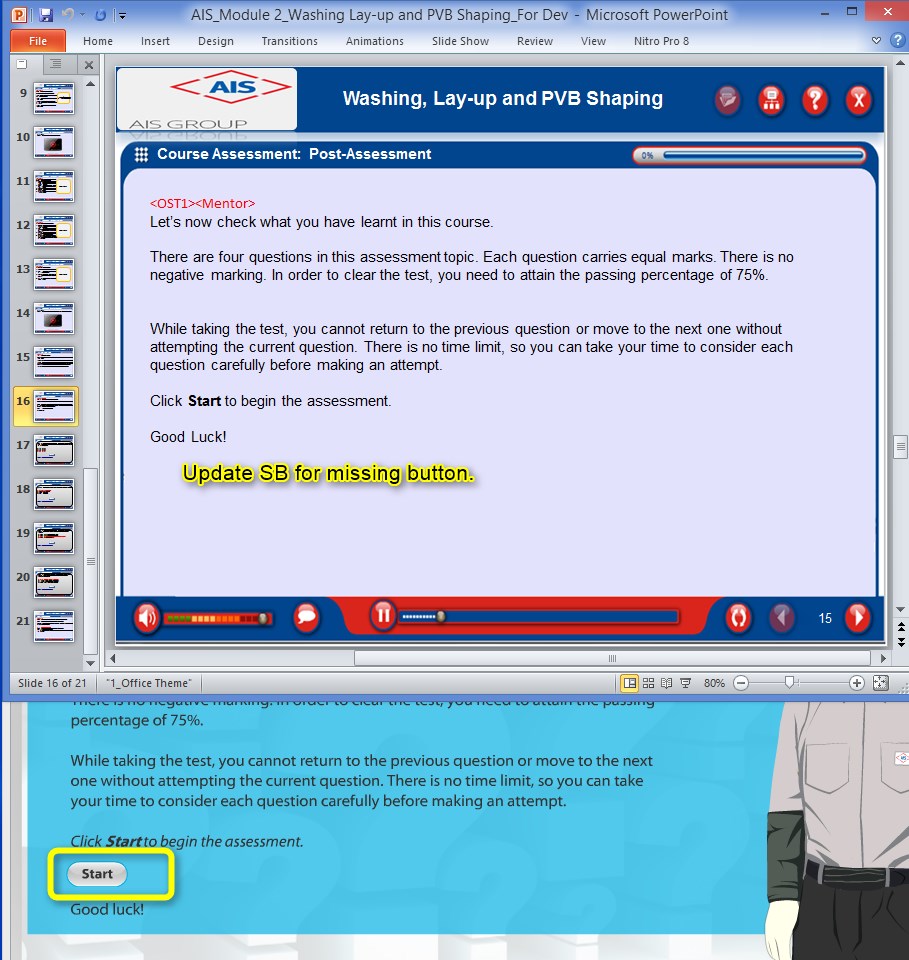 AIS_Module 2_Washing Lay-up and PVB Shaping_For Dev - Microsoft PowerPoint
File Home Insert Design Transitions Animations Slide Show Review View Nitro Pro 8
9
10
11
12
13
14
15
16
17
18
19
20
21
AIS
AIS GROUP
Washing, Lay-up and PVB Shaping
Course Assessment: Post-Assessment
0%
<OST1><Mentor>
Let's now check what you have learnt in this course.
There are four questions in this assessment topic. Each question carries equal marks. There is no
negative marking. In order to clear the test, you need to attain the passing percentage of 75%.
While taking the test, you cannot return to the previous question or move to the next one without
attempting the current question. There is no time limit, so you can take your time to consider each
question carefully before making an attempt.
Click Start to begin the assessment.
Good Luck!
Update SB for missing button.
15
Slide 16 of 21 "1_Office Theme" 80%
There is no negative marking. In order to clear the test, you need to attain the passing
percentage of 75%.
While taking the test, you cannot return to the previous question or move to the next
one without attempting the current question. There is no time limit, so you can take
your time to consider each question carefully before making an attempt.
Click Start to begin the assessment.
Start
Good luck!